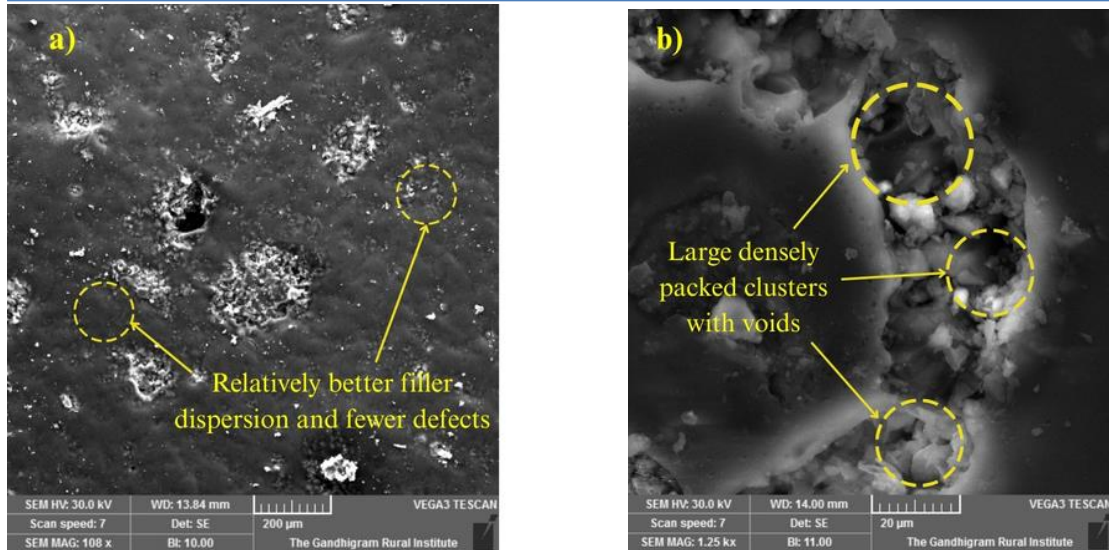 a)
Relatively better filler
dispersion and fewer defects
SEM HV: 30.0 kV
WD: 13.84 mm
VEGA3 TESCAN
Scan speed: 7
Det: SE
200 µm
SEM MAG: 108 x
BI: 10.00
The Gandhigram Rural Institute
b)
Large densely
packed clusters
with voids
SEM HV: 30.0 kV
WD: 14.00 mm
VEGA3 TESCAN
Scan speed: 7
Det: SE
20 µm
SEM MAG: 1.25 kx
BI: 11.00
The Gandhigram Rural Institute